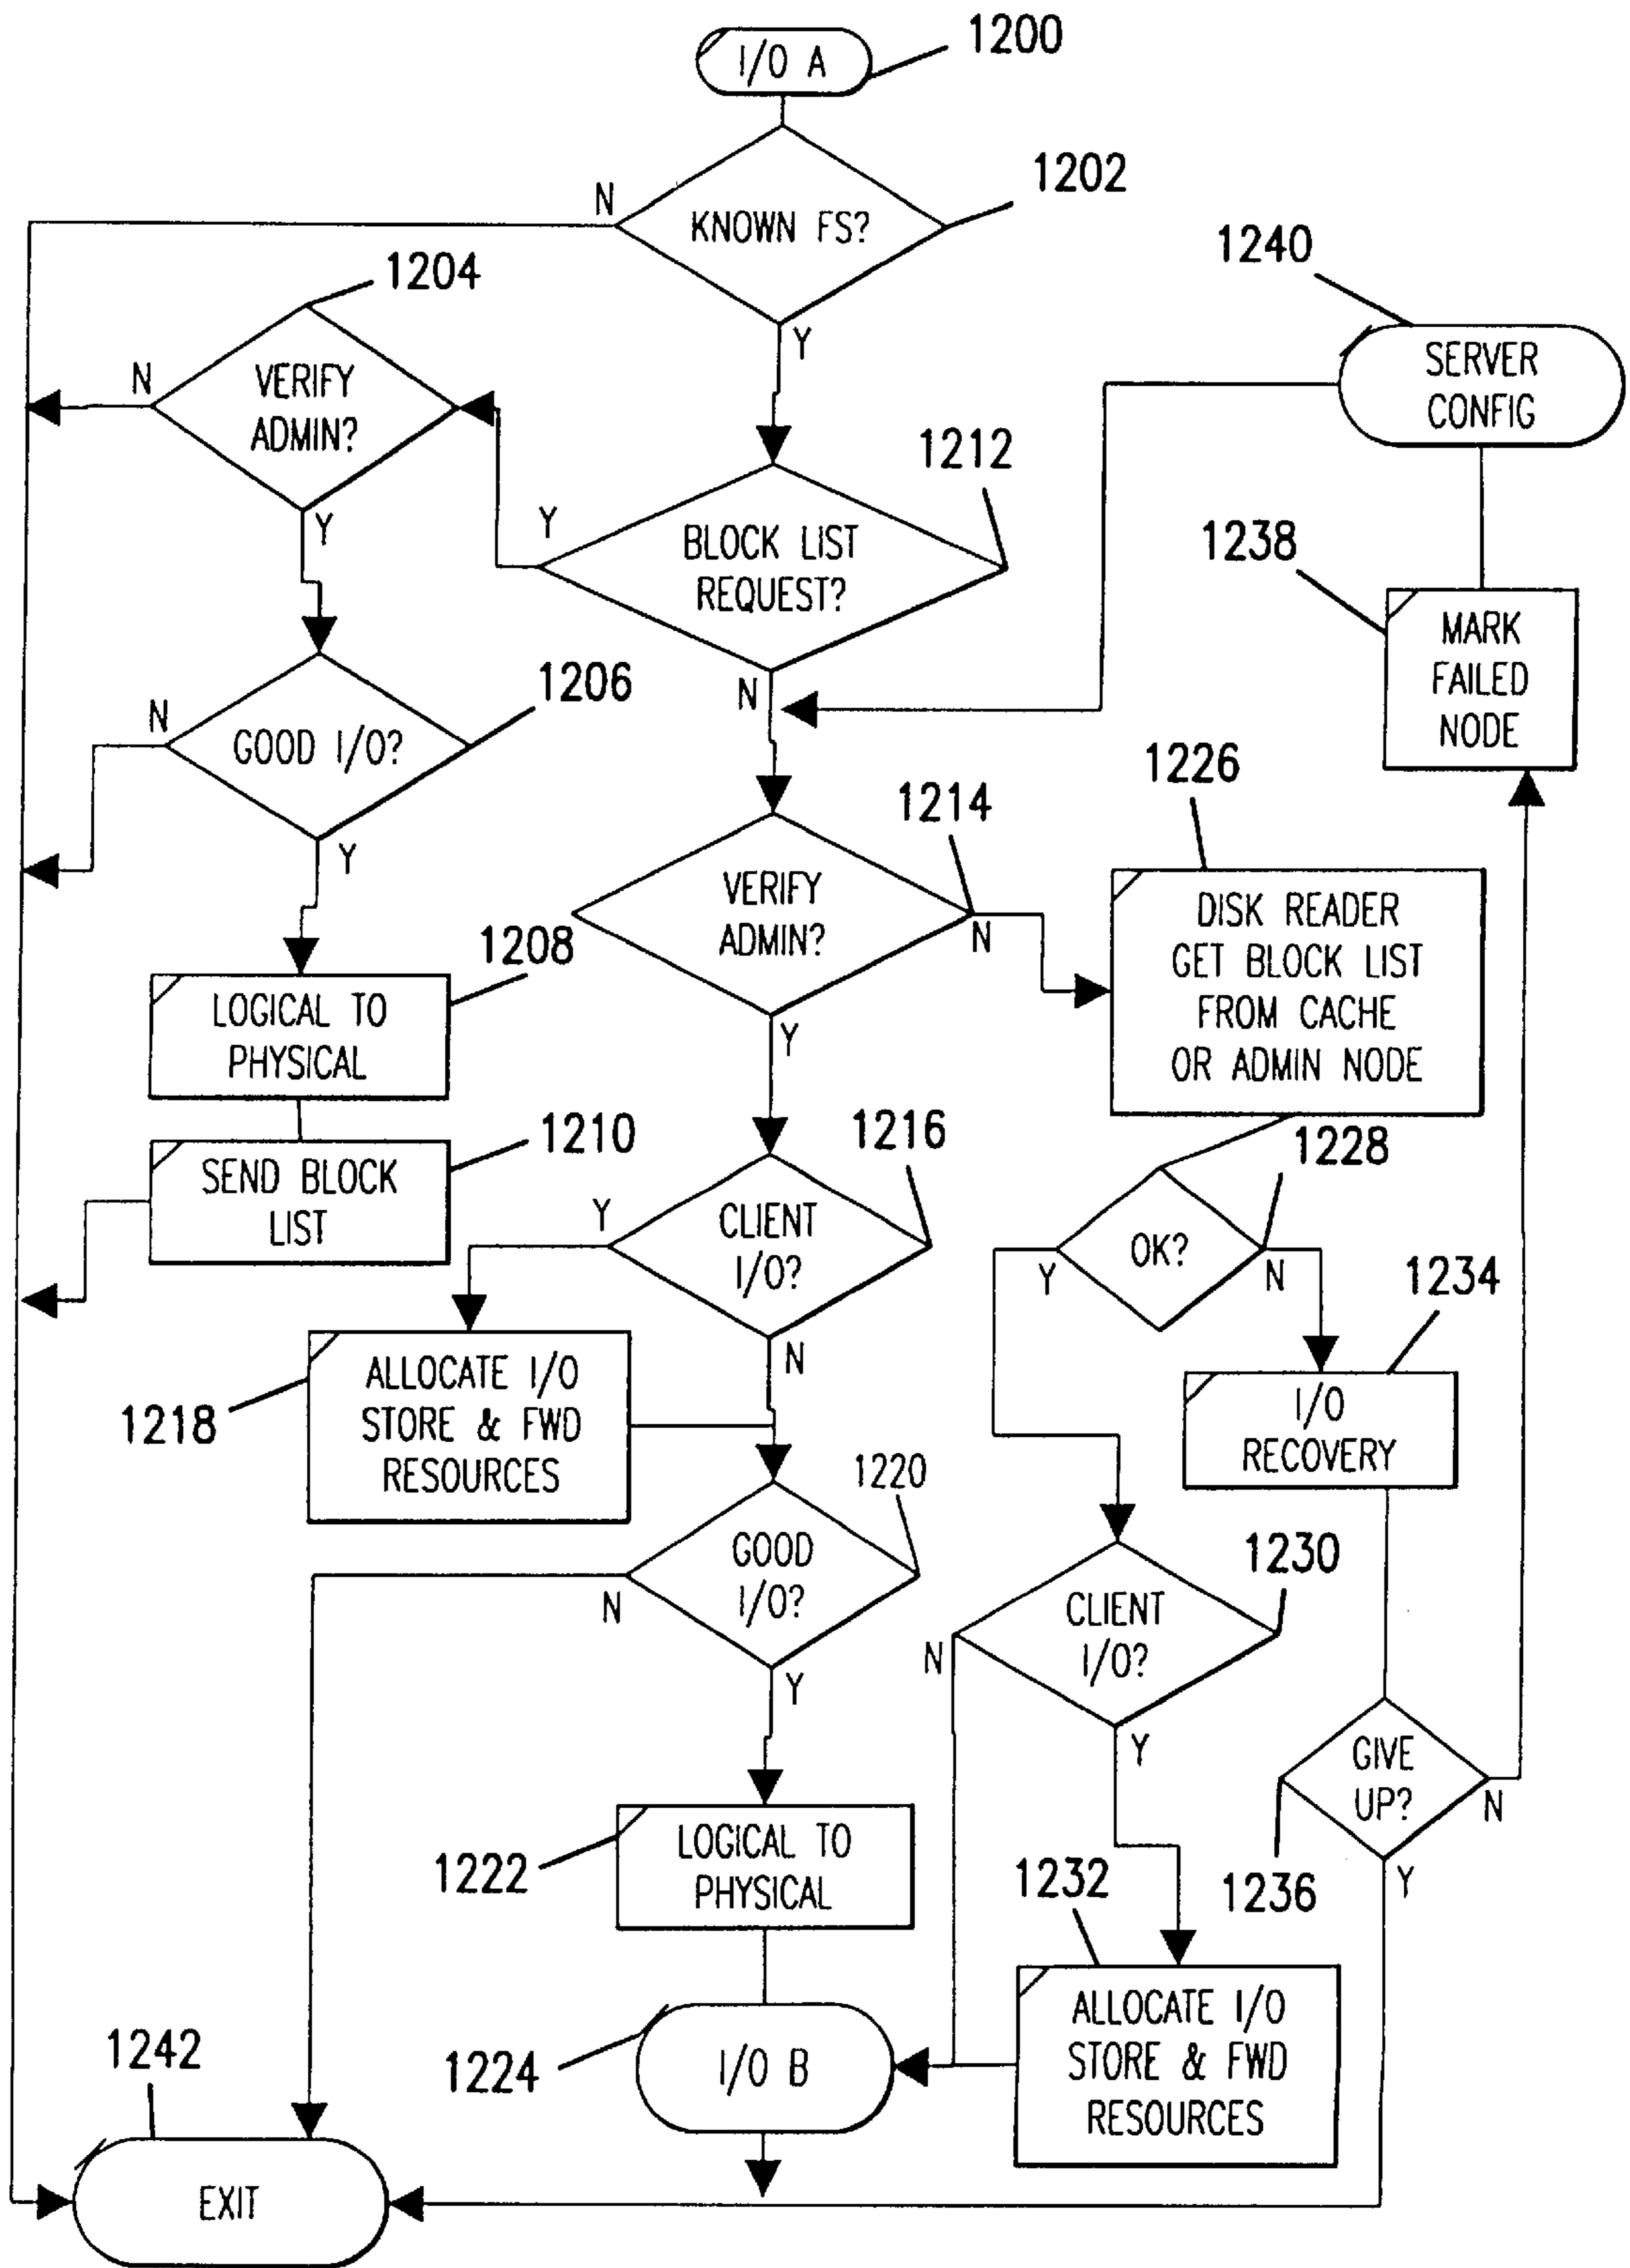 1200
I/O A
1202
N
KNOWN FS?
Y
1204
1240
N
VERIFY
ADMIN?
Y
SERVER
CONFIG
1212
Y
BLOCK LIST
REQUEST?
N
1238
MARK
FAILED
NODE
1206
N
GOOD I/O?
Y
1226
1214
VERIFY
ADMIN?
N
Y
DISK READER
GET BLOCK LIST
FROM CACHE
OR ADMIN NODE
1208
LOGICAL TO
PHYSICAL
1210
SEND BLOCK
LIST
1216
Y
CLIENT
I/O?
N
1228
OK?
Y
N
1234
I/O
RECOVERY
1218
ALLOCATE I/O
STORE & FWD
RESOURCES
1220
GOOD
I/O?
N
Y
1230
CLIENT
I/O?
N
Y
GIVE
UP?
N
Y
1236
1222
LOGICAL TO
PHYSICAL
1232
ALLOCATE I/O
STORE & FWD
RESOURCES
1224
I/O B
1242
EXIT